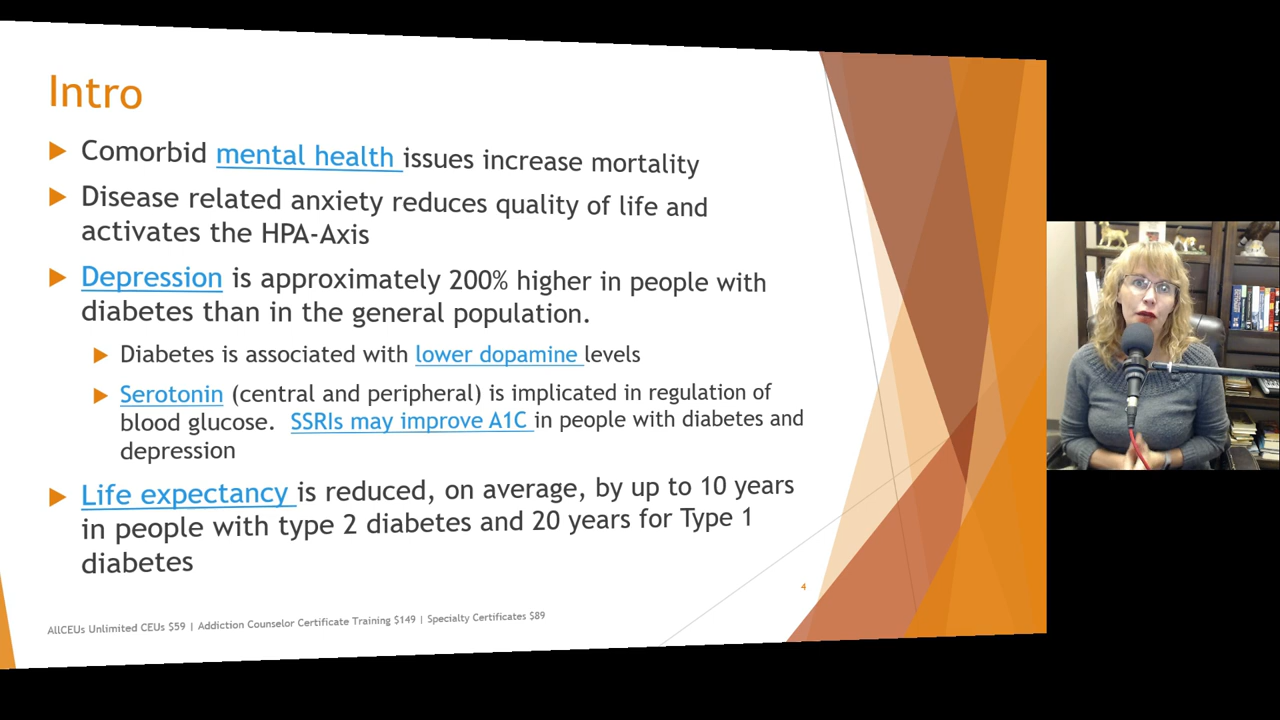 Intro
Comorbid mental health issues increase mortality
Disease related anxiety reduces quality of life and
activates the HPA-Axis
Depression is approximately 200% higher in people with
diabetes than in the general population.
Diabetes is associated with lower dopamine levels
Serotonin (central and peripheral) is implicated in regulation of
blood glucose. SSRIs may improve A1C in people with diabetes and
depression
Life expectancy is reduced, on average, by up to 10 years
in people with type 2 diabetes and 20 years for Type 1
diabetes
4
AllCEUs Unlimited CEUs $59 | Addiction Counselor Certificate Training $149 | Specialty Certificates $89